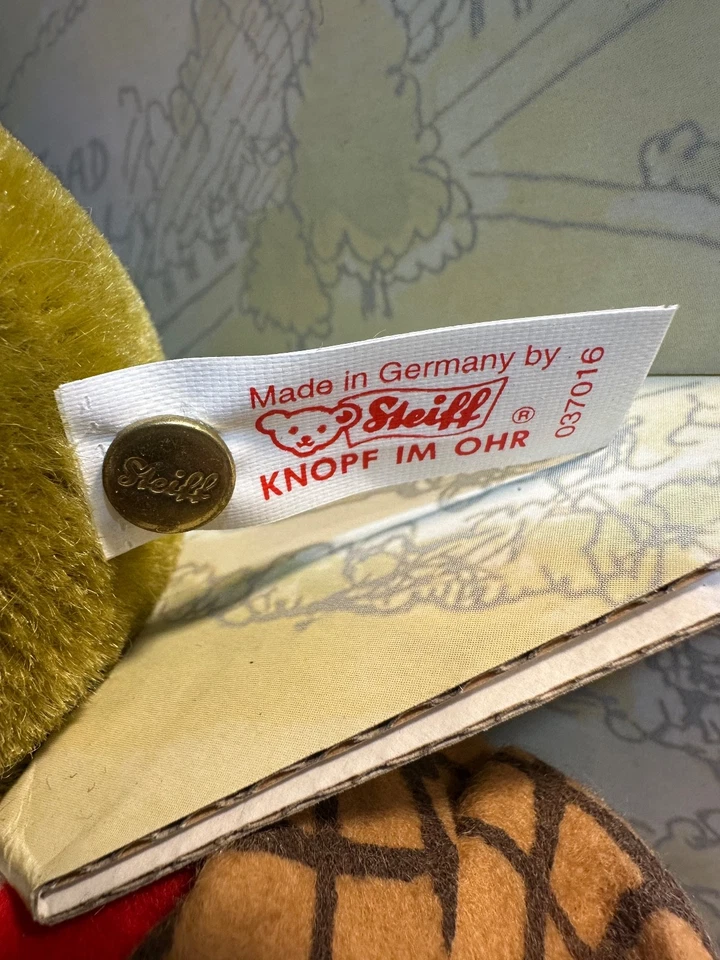 Made in Germany by
Steiff ®
KNOPF IM OHR
037016
Steiff